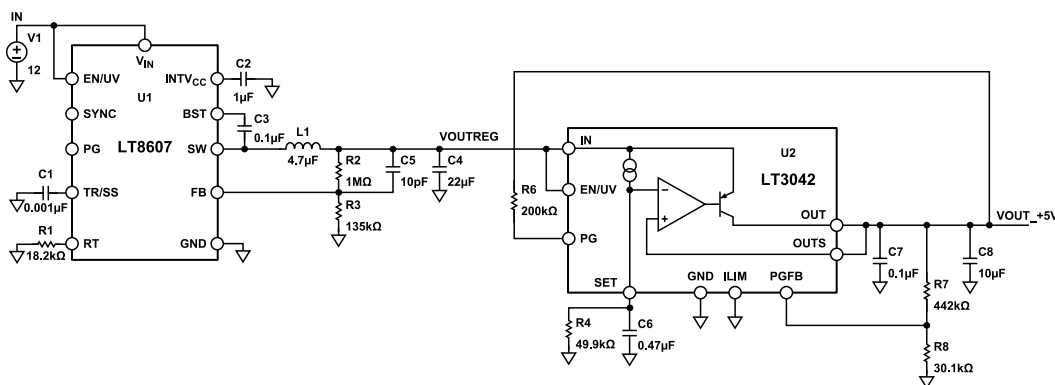 IN
V1
12
VIN
EN/UV
U1
INTVCC
C2
1µF
SYNC
BST
C3
0.1µF
PG
LT8607
SW
L1
4.7µF
VOUTREG
R2
1MΩ
C5
10pF
C4
22µF
C1
0.001µF
TR/SS
FB
R3
135kΩ
R1
18.2kΩ
RT
GND
R6
200kΩ
IN
U2
LT3042
EN/UV
PG
OUT
VOUT_+5V
OUTS
C7
0.1µF
C8
10µF
R7
442kΩ
SET
GND
ILIM
PGFB
R4
49.9kΩ
C6
0.47µF
R8
30.1kΩ